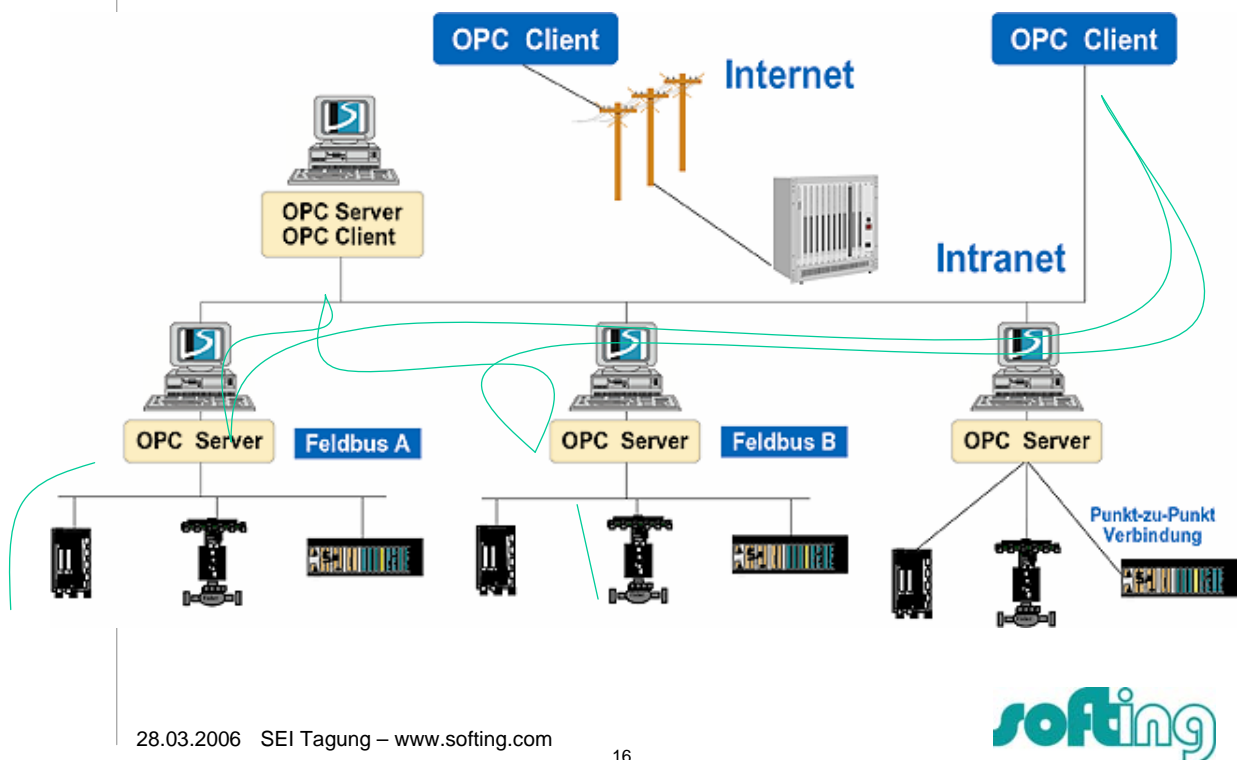 OPC Client
OPC Client
Internet
OPC Server
OPC Client
Intranet
OPC Server
Feldbus A
OPC Server
Feldbus B
OPC Server
Punkt-zu-Punkt
Verbindung
softing
28.03.2006 SEI Tagung – www.softing.com
16